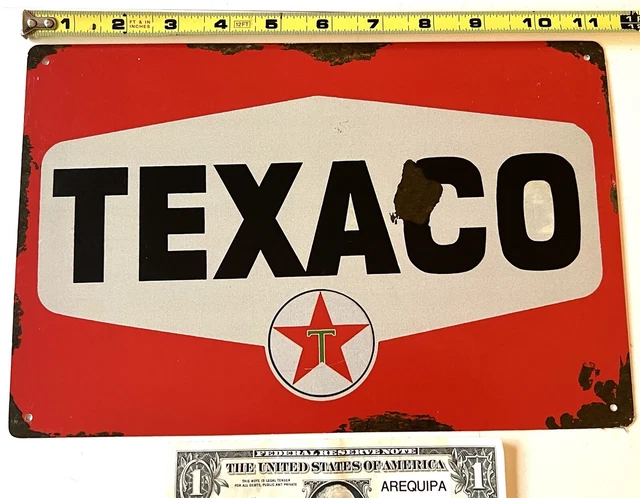 1 2 FT & IN 3 4 12FT 5 6 7 8 9 10 11
INCHES
TEXACO
T
FEDERAL RESERVE NOTE
1 THE UNITED STATES OF AMERICA 1
THIS NOTE IS LEGAL TENDER
FOR ALL DEBTS, PUBLIC AND PRIVATE
AREQUIPA